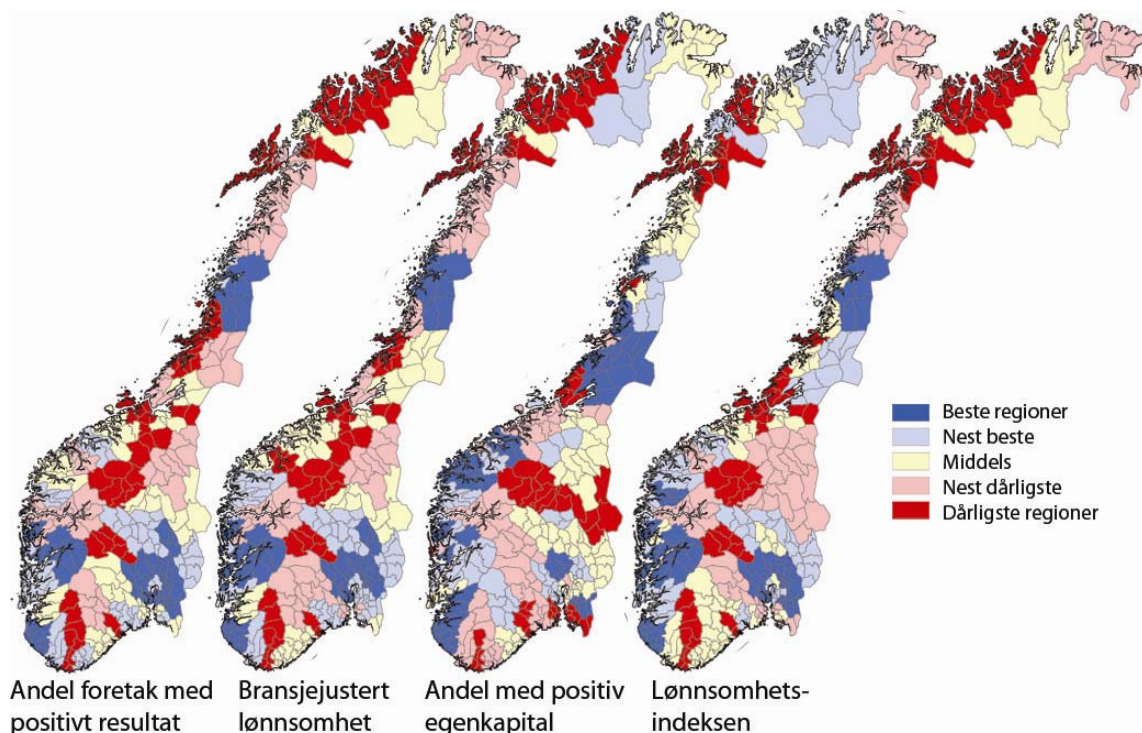 Beste regioner
Nest beste
Middels
Nest dårligste
Dårligste regioner
Andel foretak med
positivt resultat
Bransjejustert
lønnsomhet
Andel med positiv
egenkapital
Lønnsomhets-
indeksen